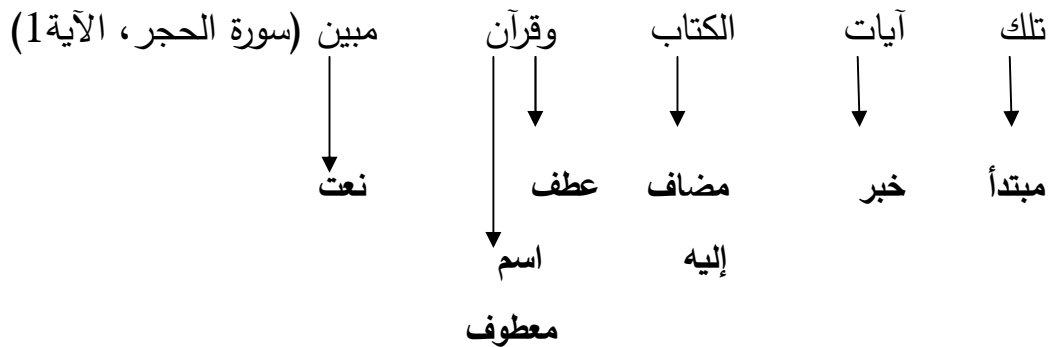 تلك آيات الكتاب وقرآن مبين (سورة الحجر، الآية1)
مبتدأ خبر مضاف عطف نعت
إليه اسم
معطوف